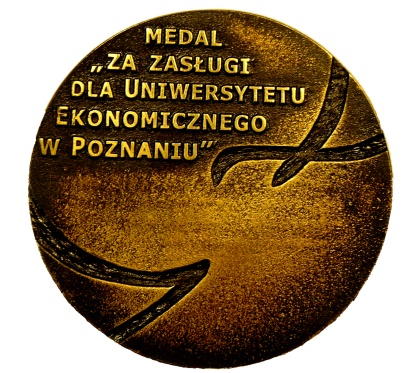 MEDAL
„ZA ZASŁUGI
DLA UNIWERSYTETU
EKONOMICZNEGO
W POZNANIU”